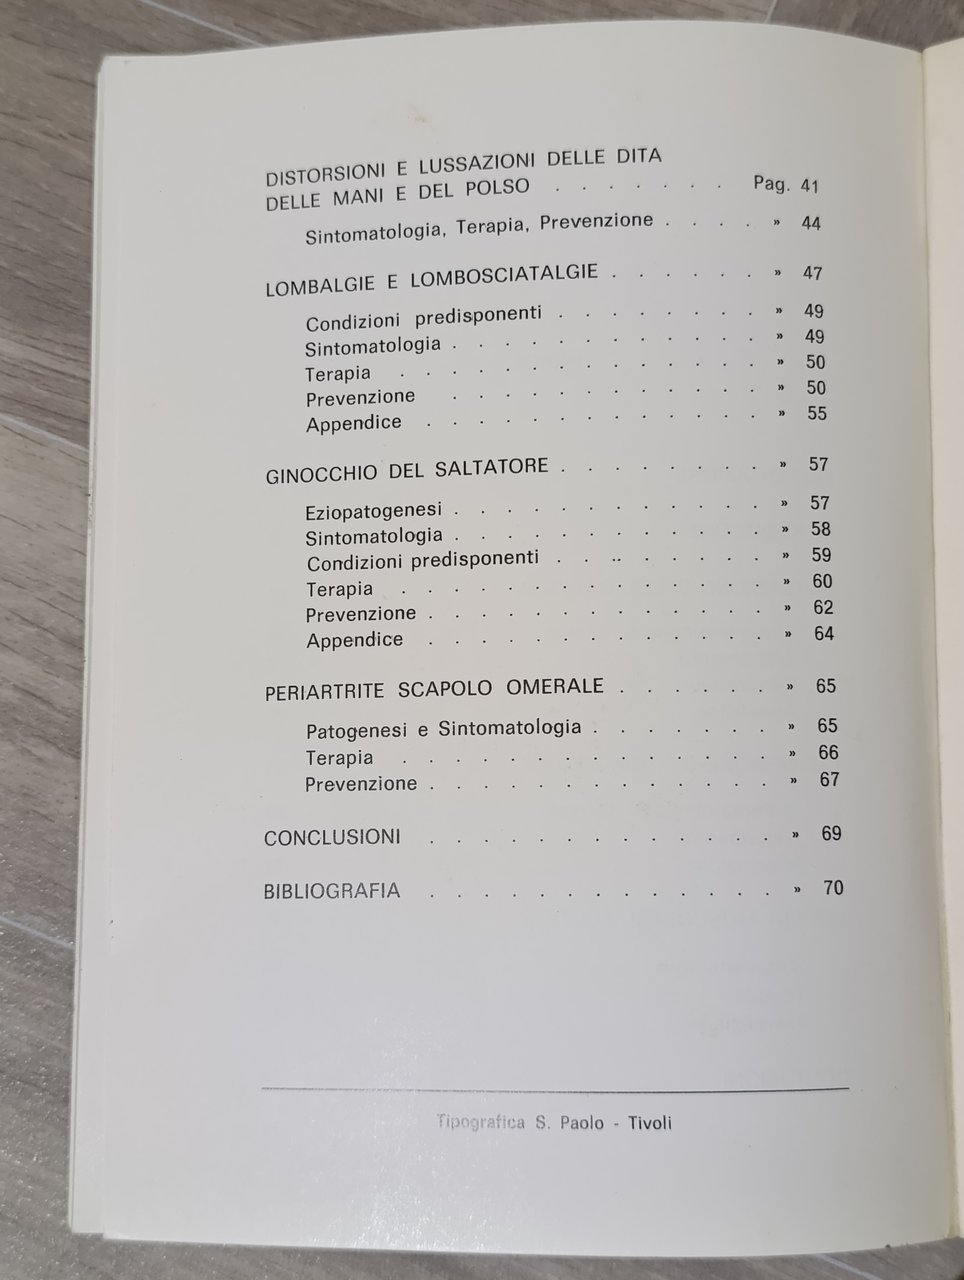 DISTORSIONI E LUSSAZIONI DELLE DITA
DELLE MANI E DEL POLSO . . . . . . . Pag. 41
Sintomatologia, Terapia, Prevenzione . . . . » 44
LOMBALGIE E LOMBOSCIATALGIE . . . . . . » 47
Condizioni predisponenti . . . . . . . . » 49
Sintomatologia . . . . . . . . . . . . » 49
Terapia . . . . . . . . . . . . . . » 50
Prevenzione . . . . . . . . . . . . » 50
Appendice . . . . . . . . . . . . . » 55
GINOCCHIO DEL SALTATORE . . . . . . . . » 57
Eziopatogenesi . . . . . . . . . . . . » 57
Sintomatologia . . . . . . . . . . . . » 58
Condizioni predisponenti . . .. . . . . . » 59
Terapia . . . . . . . . . . . . . . » 60
Prevenzione . . . . . . . . . . . . . » 62
Appendice . . . . . . . . . . . . . » 64
PERIARTRITE SCAPOLO OMERALE . . . . . . » 65
Patogenesi e Sintomatologia . . . . . . . » 65
Terapia . . . . . . . . . . . . . . » 66
Prevenzione . . . . . . . . . . . . . » 67
CONCLUSIONI . . . . . . . . . . . . . » 69
BIBLIOGRAFIA . . . . . . . . . . . . . » 70
Tipografica S. Paolo - Tivoli